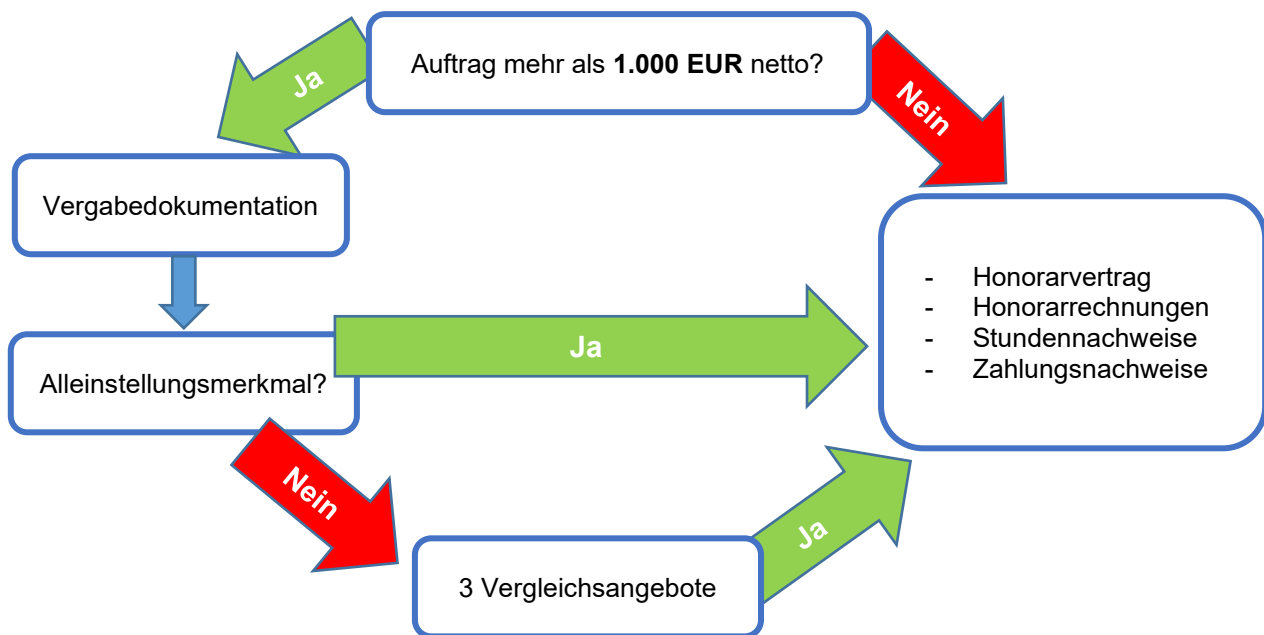 Auftrag mehr als 1.000 EUR netto?
Ja
Nein
Vergabedokumentation
- Honorarvertrag
- Honorarrechnungen
- Stundennachweise
- Zahlungsnachweise
Alleinstellungsmerkmal?
Ja
Nein
Ja
3 Vergleichsangebote